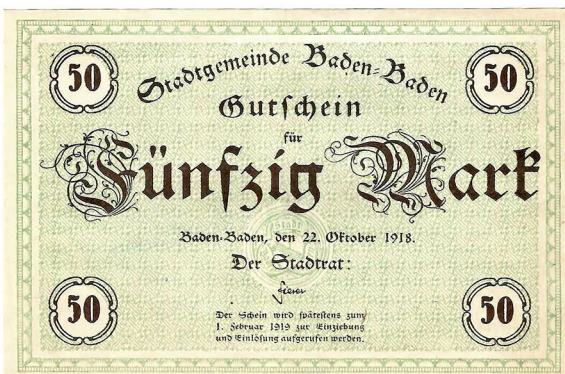 50 50
Stadtgemeinde Baden-Baden
Gutschein
für
Fünfzig Mark
Baden-Baden, den 22. Oktober 1918.
Der Stadtrat:
50 50
Der Schein wird spätestens zum
1. Februar 1919 zur Einziehung
und Einlösung aufgerufen werden.